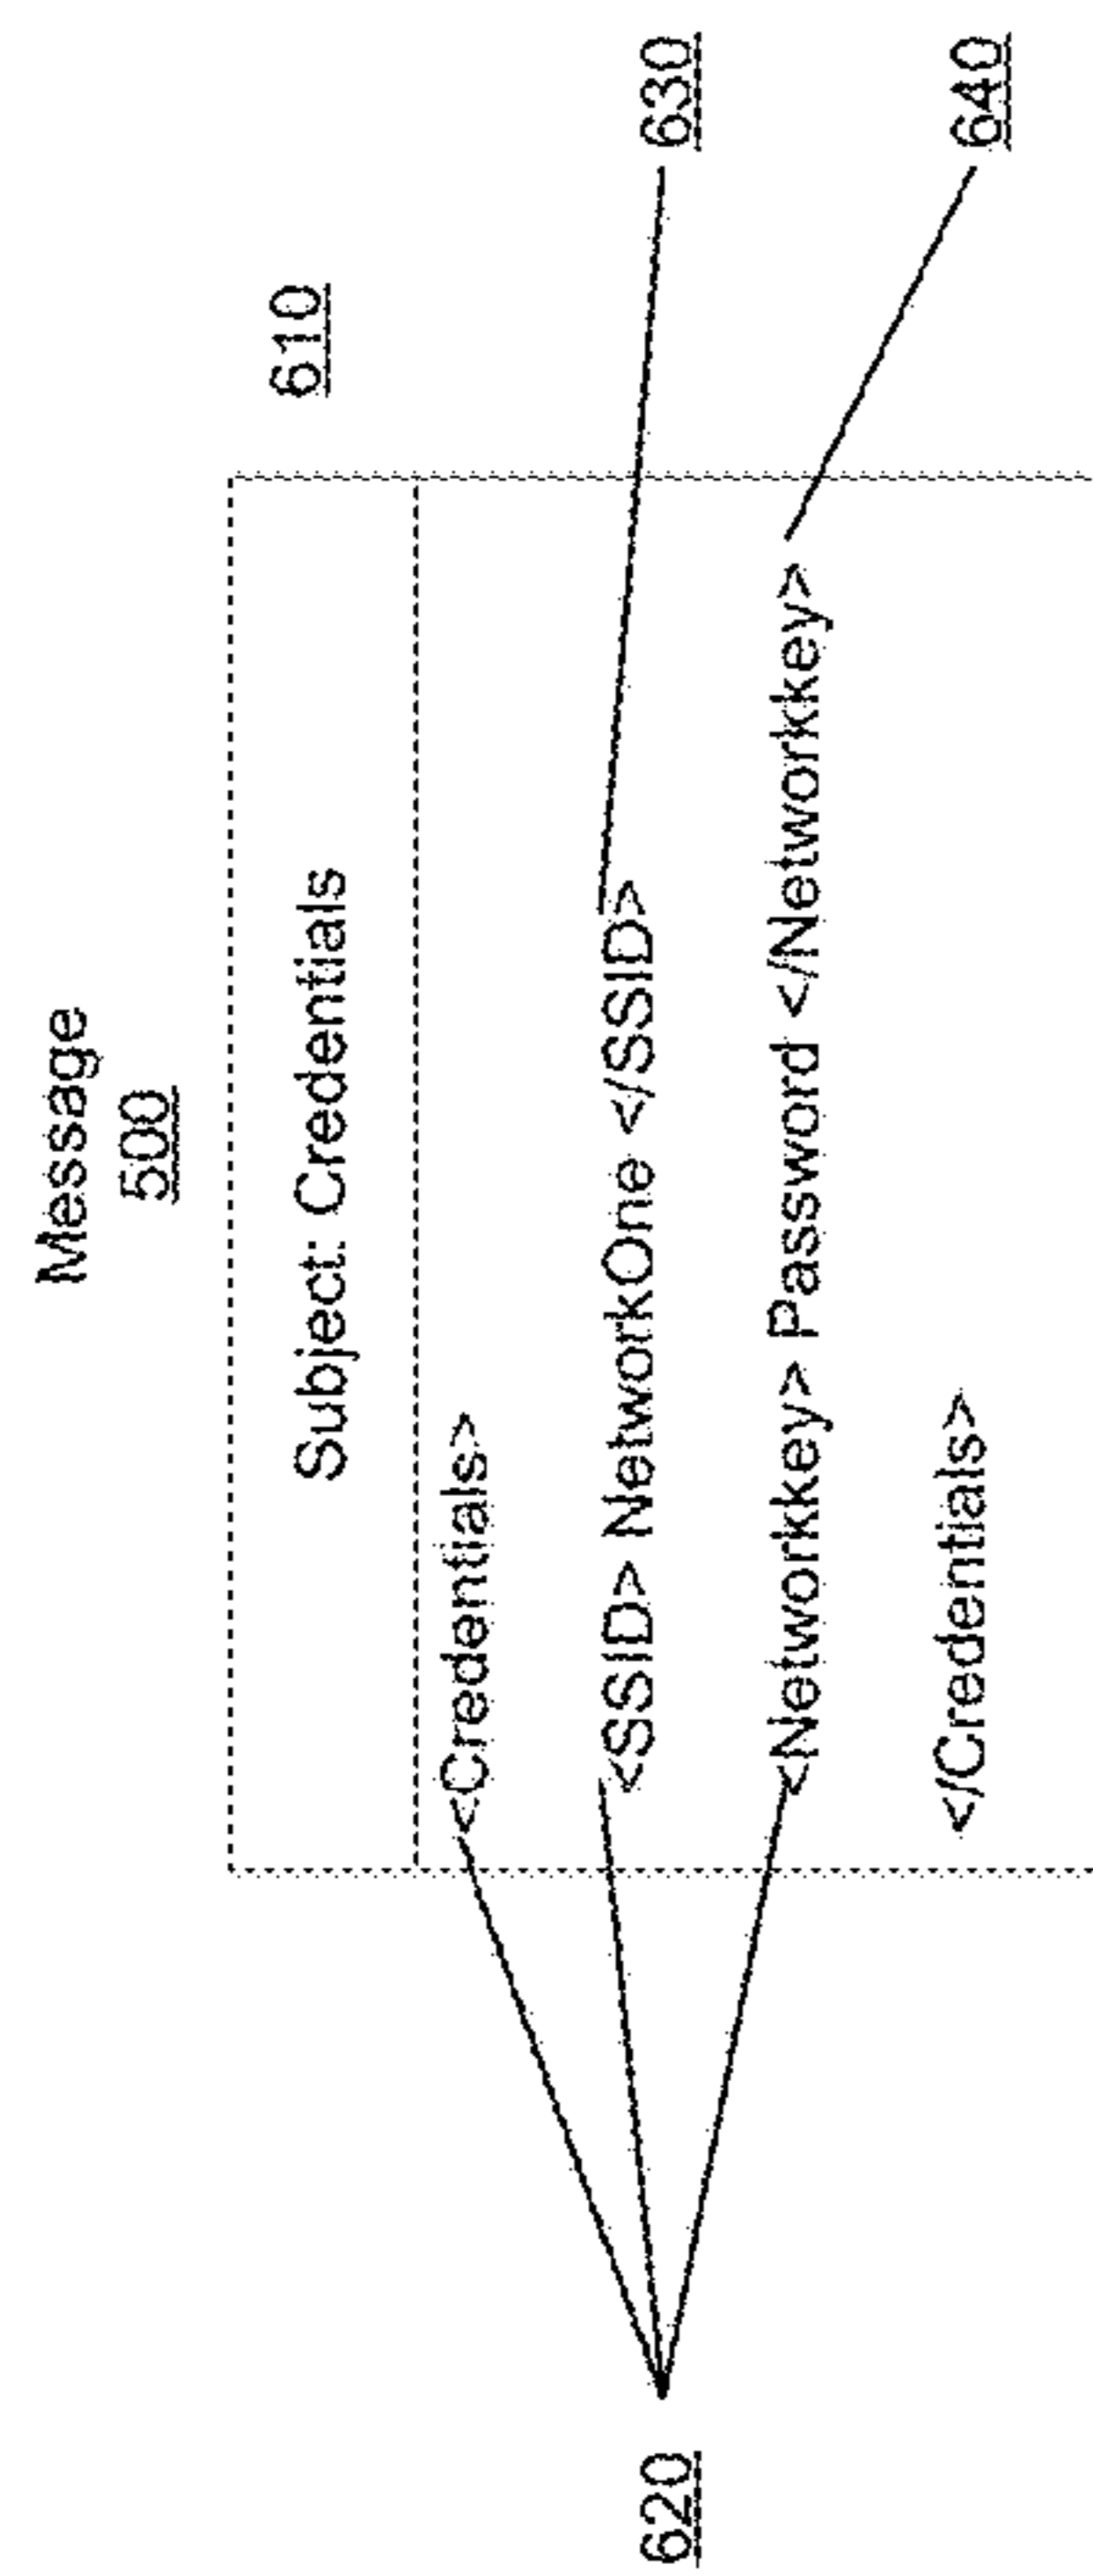 Message
500
610
Subject: Credentials
<Credentials>
620
<SSID> NetworkOne </SSID>
630
<Networkkey> Password </Networkkey>
640
</Credentials>